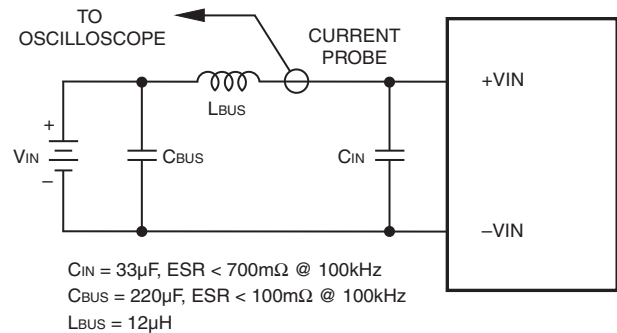 TO
OSCILLOSCOPE
CURRENT
PROBE
+VIN
LBUS
+
VIN
CBUS
CIN
–
–VIN
CIN = 33µF, ESR < 700mΩ @ 100kHz
CBUS = 220µF, ESR < 100mΩ @ 100kHz
LBUS = 12µH